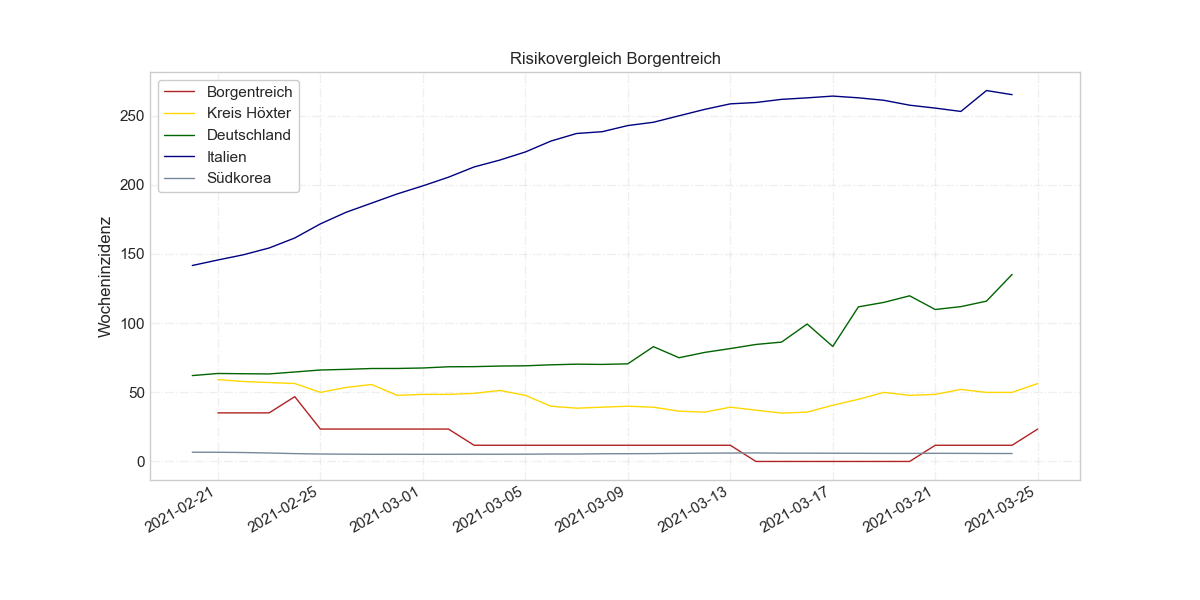 Risikovergleich Borgentreich
Borgentreich
Kreis Höxter
Deutschland
Italien
Südkorea
Wocheninzidenz
250
200
150
100
50
0
2021-02-21
2021-02-25
2021-03-01
2021-03-05
2021-03-09
2021-03-13
2021-03-17
2021-03-21
2021-03-25